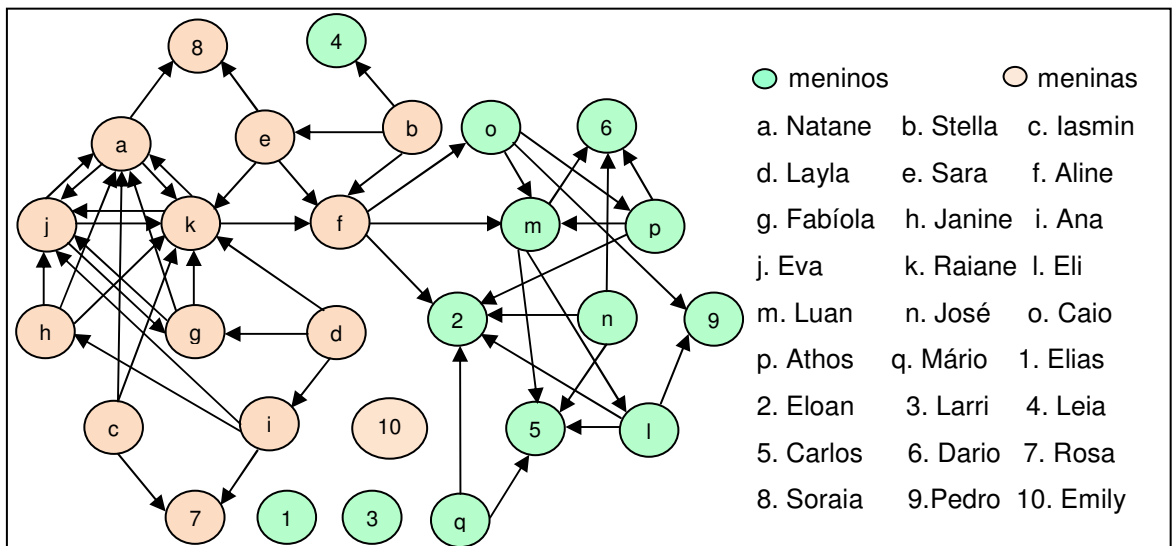 8 4
meninos meninas
a e b o 6
a. Natane b. Stella c. Iasmin
d. Layla e. Sara f. Aline
j k f m p
g. Fabíola h. Janine i. Ana
j. Eva k. Raiane l. Eli
h g d 2 n 9
m. Luan n. José o. Caio
p. Athos q. Mário 1. Elias
c i 10 5 l
2. Eloan 3. Larri 4. Leia
5. Carlos 6. Dario 7. Rosa
7 1 3 q
8. Soraia 9.Pedro 10. Emily